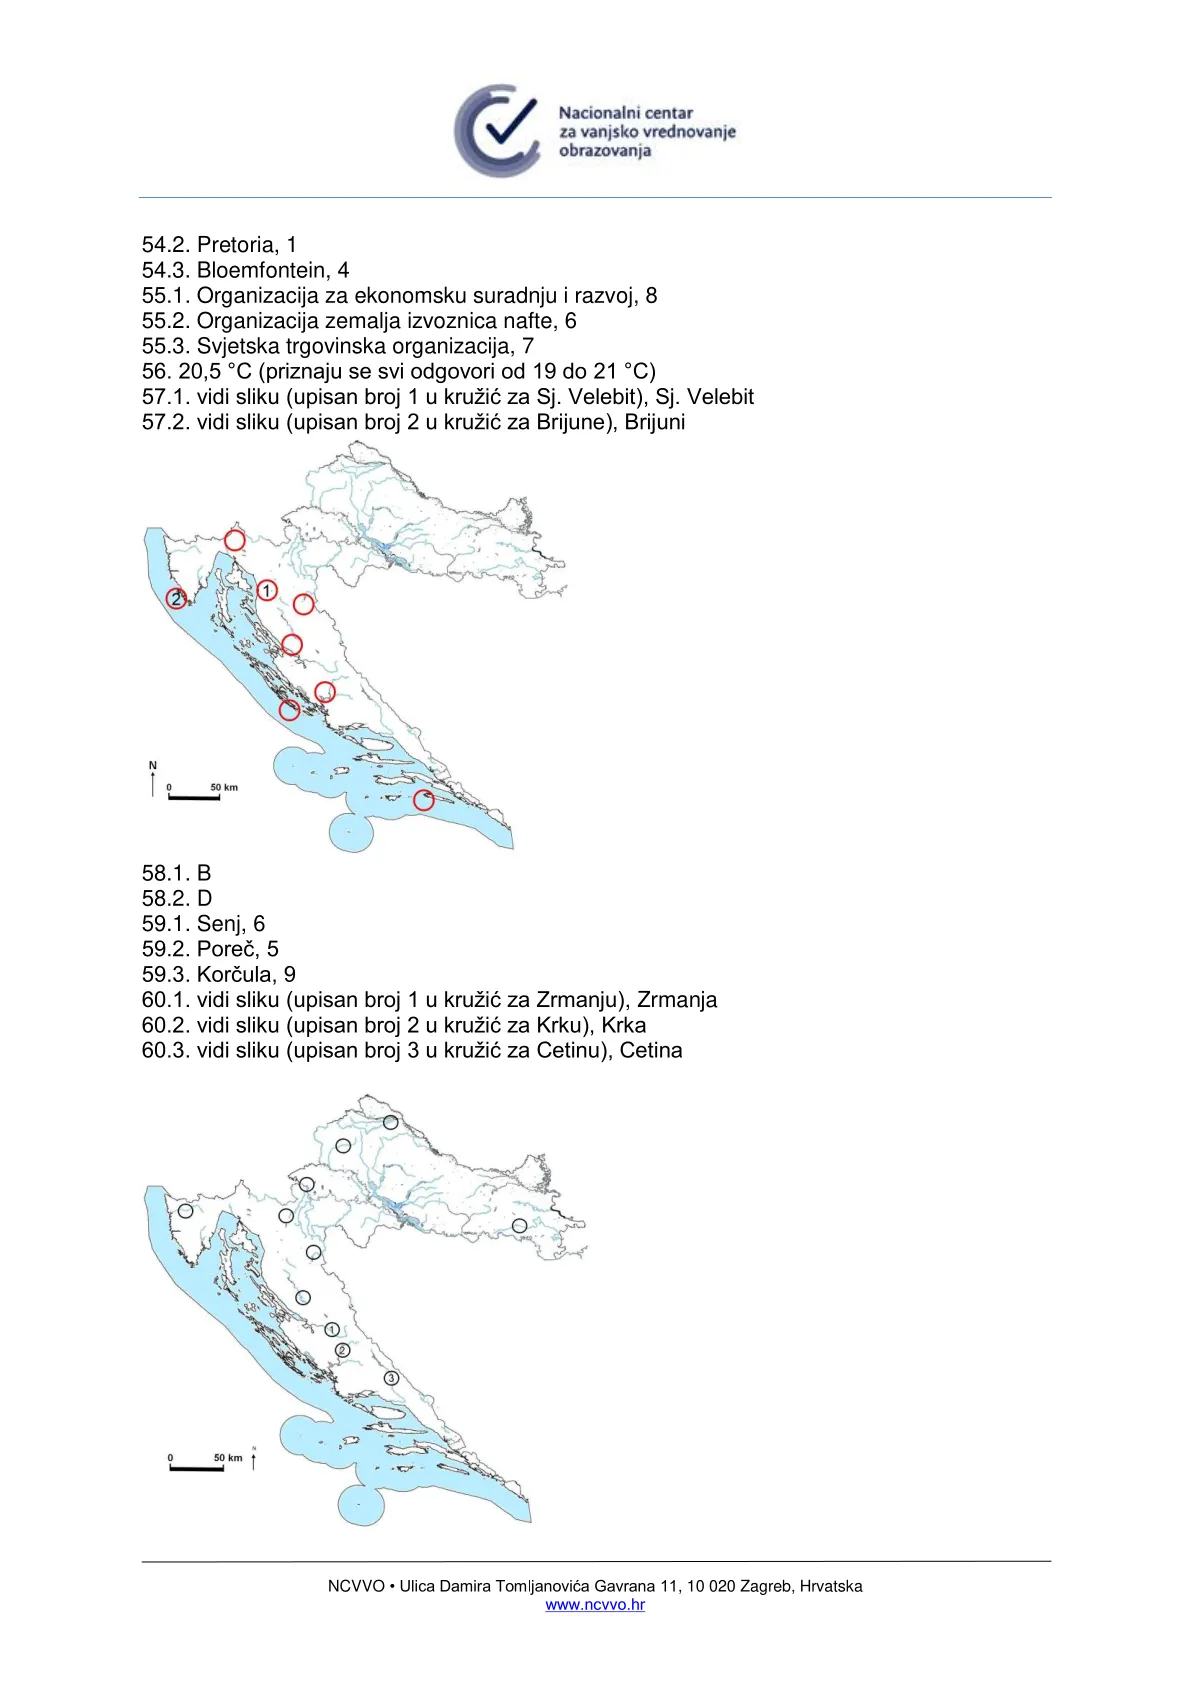 Nacionalni centar
za vanjsko vrednovanje
obrazovanja
54.2. Pretoria, 1
54.3. Bloemfontein, 4
55.1. Organizacija za ekonomsku suradnju i razvoj, 8
55.2. Organizacija zemalja izvoznica nafte, 6
55.3. Svjetska trgovinska organizacija, 7
56. 20,5 °C (priznaju se svi odgovori od 19 do 21 °C)
57.1. vidi sliku (upisan broj 1 u kružić za Sj. Velebit), Sj. Velebit
57.2. vidi sliku (upisan broj 2 u kružić za Brijune), Brijuni
1
2
N
0 50 km
58.1. B
58.2. D
59.1. Senj, 6
59.2. Poreč, 5
59.3. Korčula, 9
60.1. vidi sliku (upisan broj 1 u kružić za Zrmanju), Zrmanja
60.2. vidi sliku (upisan broj 2 u kružić za Krku), Krka
60.3. vidi sliku (upisan broj 3 u kružić za Cetinu), Cetina
1
2
3
N
0 50 km
NCVVO • Ulica Damira Tomljanovića Gavrana 11, 10 020 Zagreb, Hrvatska
www.ncvvo.hr